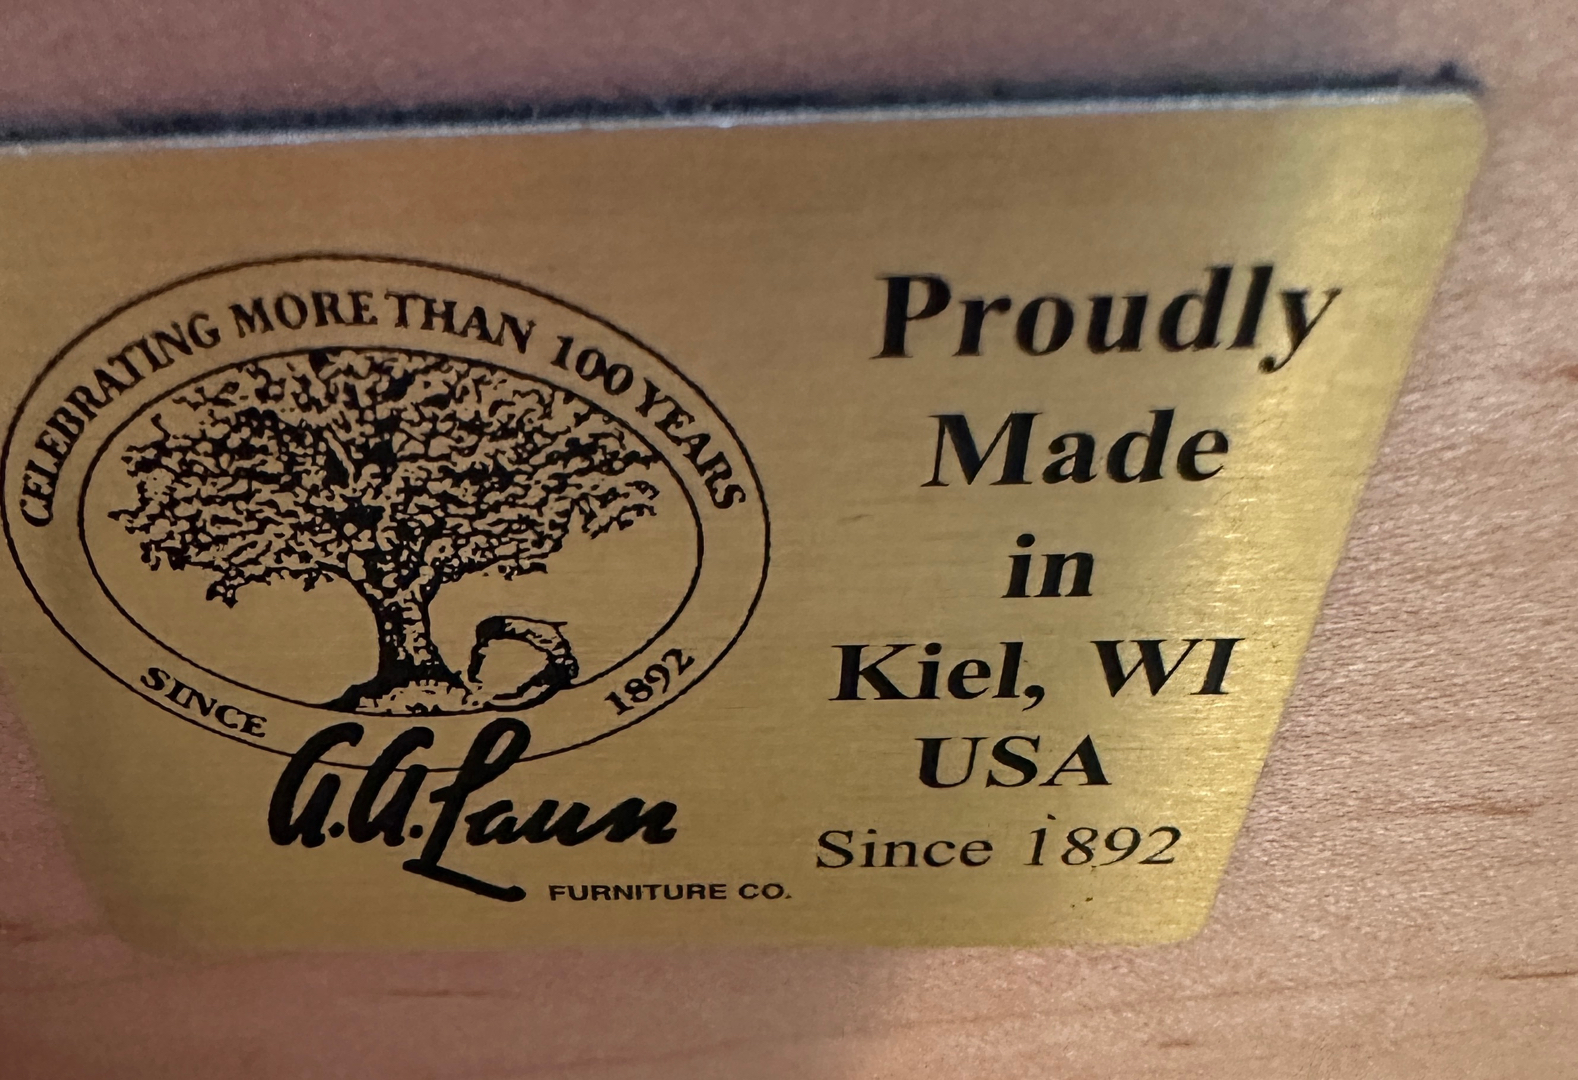 CELEBRATING MORE THAN 100 YEARS
SINCE 1892
A.A. Laun
FURNITURE CO.
Proudly
Made
in
Kiel, WI
USA
Since 1892